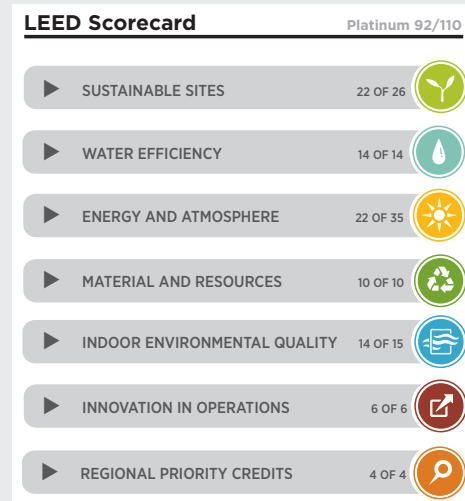 LEED Scorecard Platinum 92/110
SUSTAINABLE SITES 22 OF 26
WATER EFFICIENCY 14 OF 14
ENERGY AND ATMOSPHERE 22 OF 35
MATERIAL AND RESOURCES 10 OF 10
INDOOR ENVIRONMENTAL QUALITY 14 OF 15
INNOVATION IN OPERATIONS 6 OF 6
REGIONAL PRIORITY CREDITS 4 OF 4